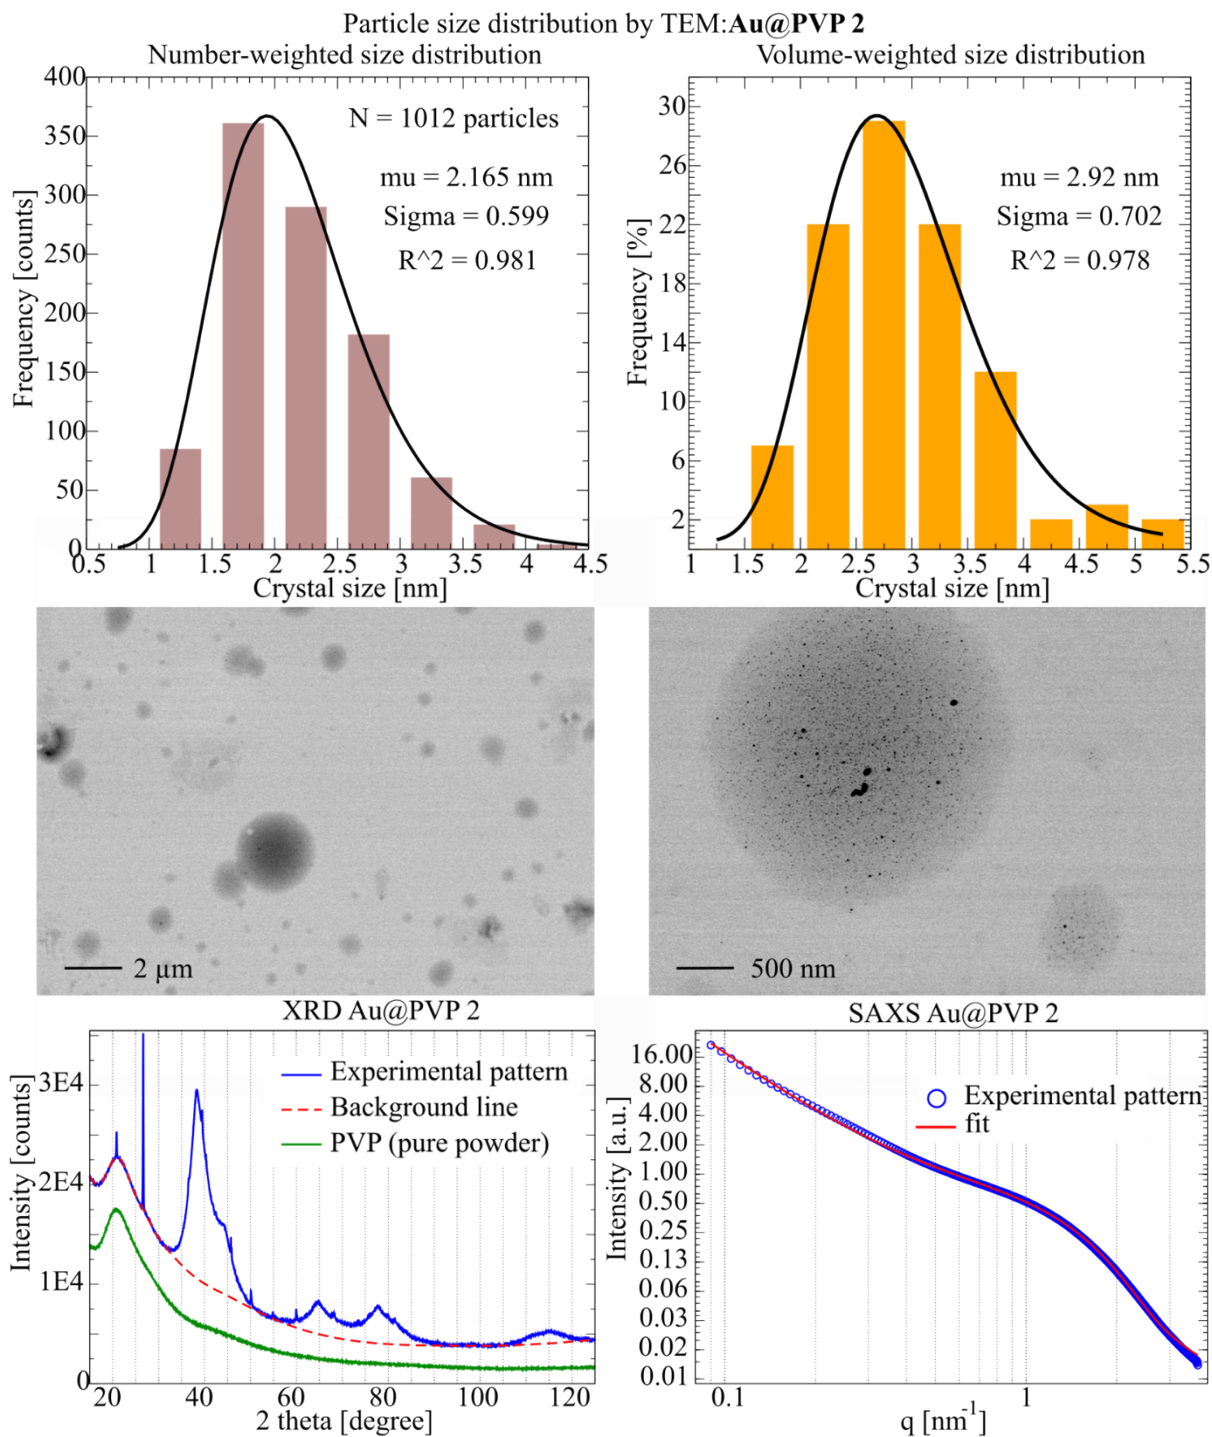 Particle size distribution by TEM:Au@PVP 2
Number-weighted size distribution
400
350
300
250
200
150
100
50
0
Frequency [counts]
N = 1012 particles
mu = 2.165 nm
Sigma = 0.599
R^2 = 0.981
0.5 1 1.5 2 2.5 3 3.5 4 4.5
Crystal size [nm]
Volume-weighted size distribution
30
26
22
18
14
10
6
2
Frequency [%]
mu = 2.92 nm
Sigma = 0.702
R^2 = 0.978
1 1.5 2 2.5 3 3.5 4 4.5 5 5.5
Crystal size [nm]
2 µm
500 nm
XRD Au@PVP 2
3E4
2E4
1E4
0
Intensity [counts]
Experimental pattern
Background line
PVP (pure powder)
20 40 60 80 100 120
2 theta [degree]
SAXS Au@PVP 2
16.00
8.00
4.00
2.00
1.00
0.50
0.25
0.13
0.06
0.03
0.02
0.01
Intensity [a.u.]
Experimental pattern
fit
0.1 1
q [nm⁻¹]